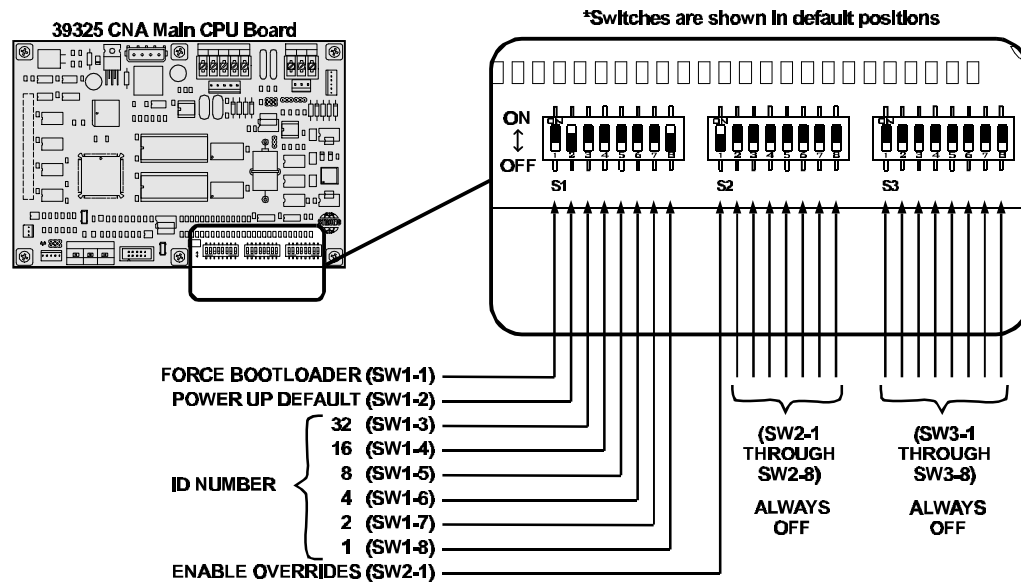 *Switches are shown in default positions
39325 CNA Main CPU Board
ON
OFF
ON
1 2 3 4 5 6 7 8
1 2 3 4 5 6 7 8
1 2 3 4 5 6 7 8
S1
S2
S3
FORCE BOOTLOADER (SW1-1)
POWER UP DEFAULT (SW1-2)
ID NUMBER
32 (SW1-3)
16 (SW1-4)
8 (SW1-5)
4 (SW1-6)
2 (SW1-7)
1 (SW1-8)
ENABLE OVERRIDES (SW2-1)
(SW2-1
THROUGH
SW2-8)
ALWAYS
OFF
(SW3-1
THROUGH
SW3-8)
ALWAYS
OFF